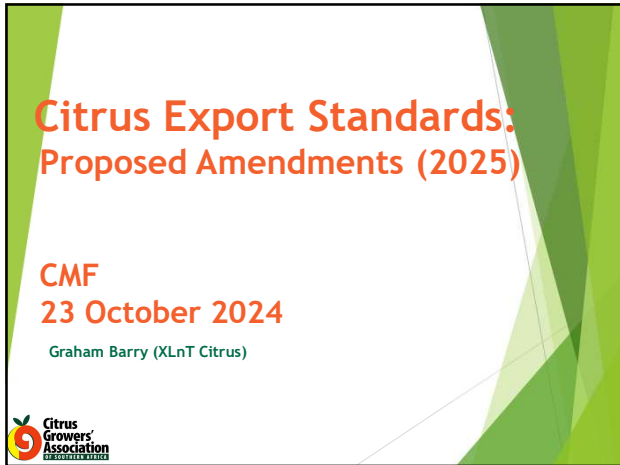 Citrus Export Standards:
Proposed Amendments (2025)
CMF
23 October 2024
Graham Barry (XLnT Citrus)
Citrus
Growers'
Association
OF SOUTHERN AFRICA